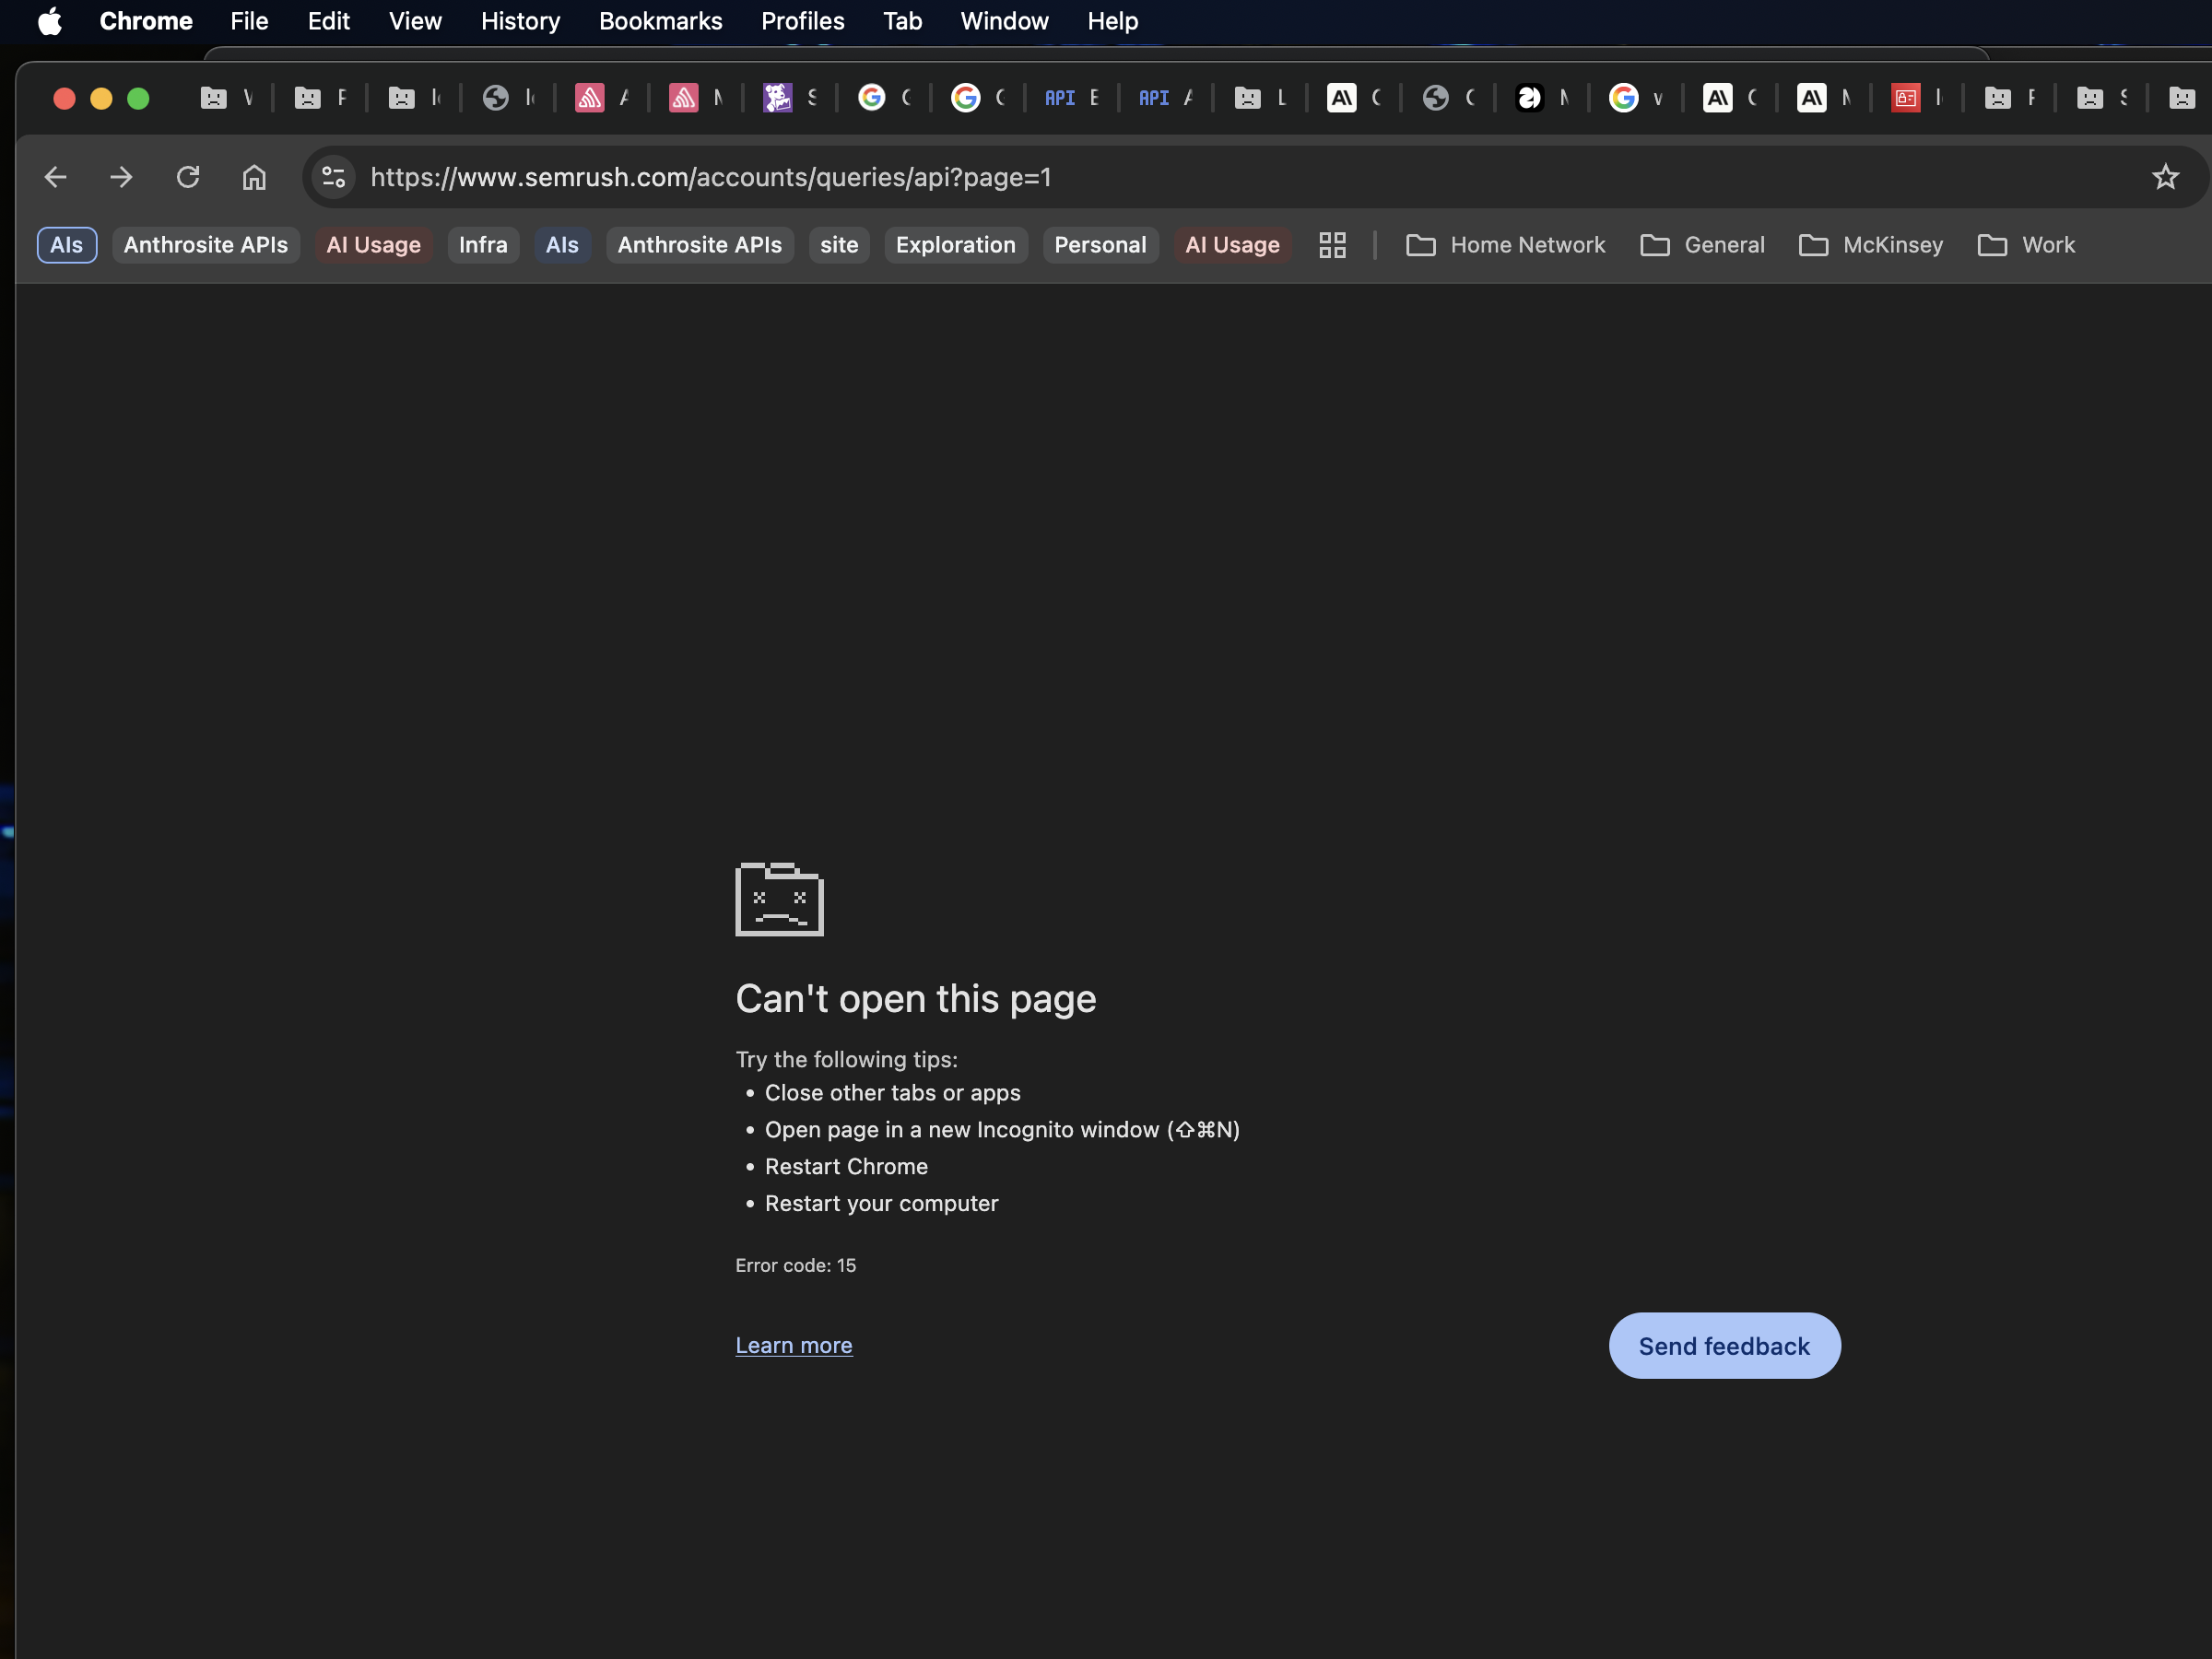 Chrome File Edit View History Bookmarks Profiles Tab Window Help
API API
https://www.semrush.com/accounts/queries/api?page=1
AIs Anthrosite APIs AI Usage Infra AIs Anthrosite APIs site Exploration Personal AI Usage Home Network General McKinsey Work
Can't open this page
Try the following tips:
• Close other tabs or apps
• Open page in a new Incognito window (⇧⌘N)
• Restart Chrome
• Restart your computer
Error code: 15
Learn more
Send feedback